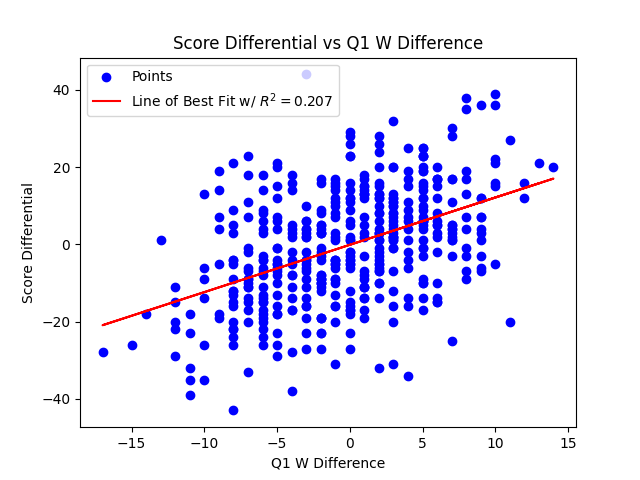 Score Differential vs Q1 W Difference
Points
Line of Best Fit w/ R² = 0.207
Score Differential
40
20
0
−20
−40
−15
−10
−5
0
5
10
15
Q1 W Difference